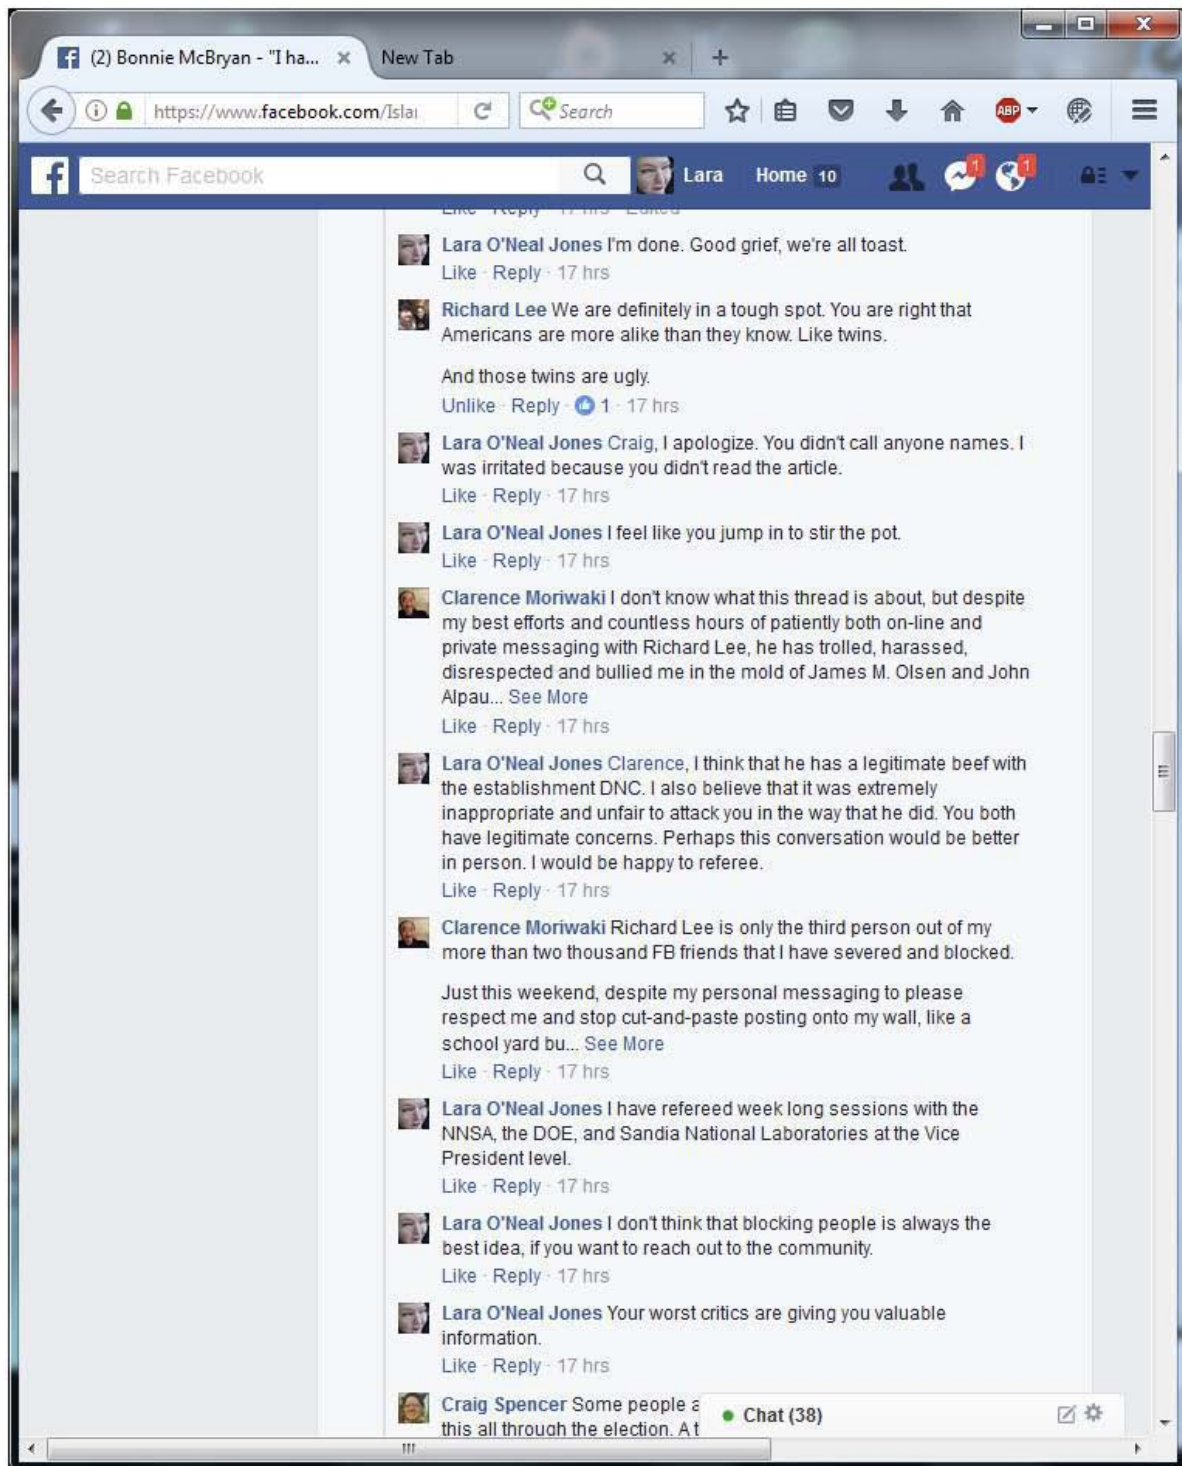 (2) Bonnie McBryan - "I ha...
New Tab
https://www.facebook.com/Islar
Search
ABP
Search Facebook
Lara
Home 10
1
1
Like · Reply · 17 hrs · Edited
Lara O'Neal Jones I'm done. Good grief, we're all toast.
Like · Reply · 17 hrs
Richard Lee We are definitely in a tough spot. You are right that
Americans are more alike than they know. Like twins.
And those twins are ugly.
Unlike · Reply · 1 · 17 hrs
Lara O'Neal Jones Craig, I apologize. You didn't call anyone names. I
was irritated because you didn't read the article.
Like · Reply · 17 hrs
Lara O'Neal Jones I feel like you jump in to stir the pot.
Like · Reply · 17 hrs
Clarence Moriwaki I don't know what this thread is about, but despite
my best efforts and countless hours of patiently both on-line and
private messaging with Richard Lee, he has trolled, harassed,
disrespected and bullied me in the mold of James M. Olsen and John
Alpau... See More
Like · Reply · 17 hrs
Lara O'Neal Jones Clarence, I think that he has a legitimate beef with
the establishment DNC. I also believe that it was extremely
inappropriate and unfair to attack you in the way that he did. You both
have legitimate concerns. Perhaps this conversation would be better
in person. I would be happy to referee.
Like · Reply · 17 hrs
Clarence Moriwaki Richard Lee is only the third person out of my
more than two thousand FB friends that I have severed and blocked.
Just this weekend, despite my personal messaging to please
respect me and stop cut-and-paste posting onto my wall, like a
school yard bu... See More
Like · Reply · 17 hrs
Lara O'Neal Jones I have refereed week long sessions with the
NNSA, the DOE, and Sandia National Laboratories at the Vice
President level.
Like · Reply · 17 hrs
Lara O'Neal Jones I don't think that blocking people is always the
best idea, if you want to reach out to the community.
Like · Reply · 17 hrs
Lara O'Neal Jones Your worst critics are giving you valuable
information.
Like · Reply · 17 hrs
Craig Spencer Some people a
this all through the election. A t
Chat (38)